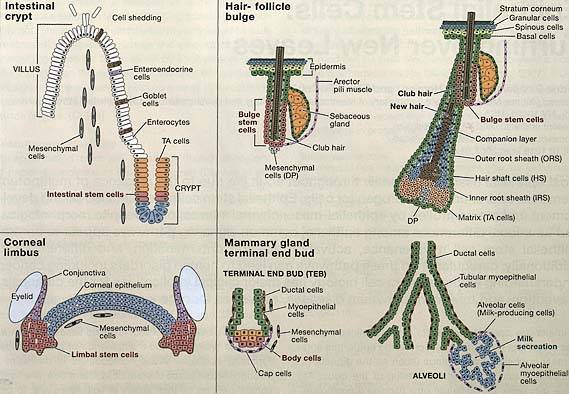 Intestinal
crypt
Cell shedding
VILLUS
Enteroendocrine
cells
Goblet
cells
Enterocytes
Mesenchymal
cells
TA cells
Intestinal stem cells
CRYPT
Hair- follicle
bulge
Epidermis
Arector
pili muscle
Bulge
stem
cells
Sebaceous
gland
Club hair
Mesenchymal
cells (DP)
Stratum corneum
Granular cells
Spinous cells
Basal cells
Club hair
New hair
Bulge stem cells
Companion layer
Outer root sheath (ORS)
Hair shaft cells (HS)
Inner root sheath (IRS)
DP
Matrix (TA cells)
Corneal
limbus
Conjunctiva
Corneal epithelium
Eyelid
Mesenchymal
cells
Limbal stem cells
Mammary gland
terminal end bud
TERMINAL END BUD (TEB)
Ductal cells
Myoepithelial
cells
Mesenchymal
cells
Body cells
Cap cells
Ductal cells
Tubular myoepithelial
cells
Alveolar cells
(Milk-producing cells)
Milk
secretion
ALVEOLI
Alveolar
myoepithelial
cells